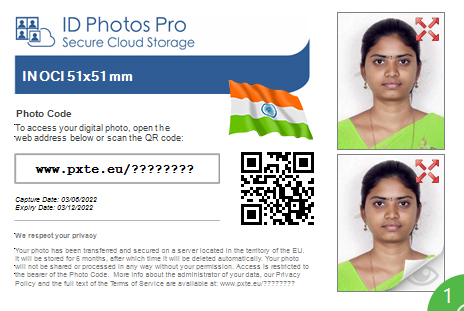 ID Photos Pro
Secure Cloud Storage
IN OCI 51x51 mm
Photo Code
To access your digital photo, open the
web address below or scan the QR code:
www.pxte.eu/????????
Capture Date: 03/06/2022
Expiry Date: 03/12/2022
We respect your privacy
Your photo has been transferred and secured on a server located in the territory of the EU.
It will be stored for 6 months, after which time it will be deleted automatically. Your photo
will not be shared or processed in any way without your permission. Access is restricted to
the bearer of the Photo Code. More info about the administrator of your data, our Privacy
Policy and the full text of the Terms of Service are available at: www.pxte.eu/????????
1